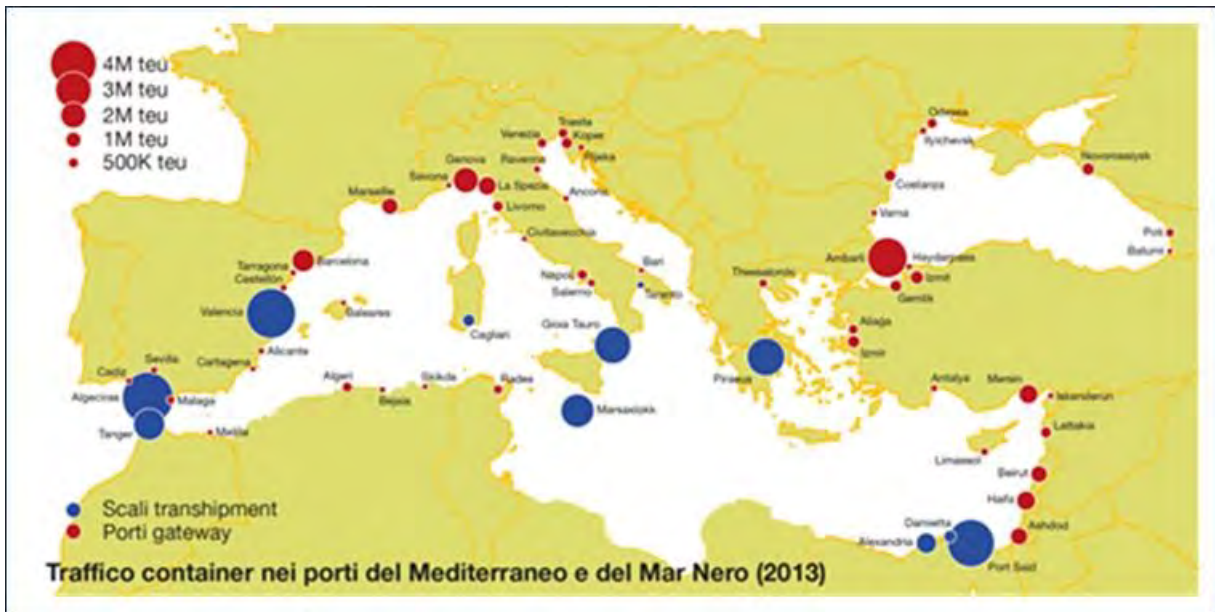 4M teu
3M teu
2M teu
1M teu
500K teu
Trieste
Koper
Rijeka
Venezia
Ravenna
Genova
Savona
La Spezia
Livorno
Marseille
Ancona
Civitavecchia
Odessa
Ilyichevsk
Novorossiysk
Costanza
Varna
Poti
Batumi
Tarragona
Barcelona
Castellón
Valencia
Baleares
Napoli
Salerno
Bari
Taranto
Gioia Tauro
Cagliari
Thessaloniki
Ambarli
Haydarpasa
Izmit
Gemlik
Aliaga
Izmir
Piraeus
Cartagena
Alicante
Sevilla
Cadiz
Algeciras
Malaga
Tanger
Melilla
Algeri
Bejaia
Skikda
Rades
Marsaxlokk
Antalya
Mersin
Iskenderun
Lattakia
Limassol
Beirut
Haifa
Ashdod
Damietta
Alexandria
Port Said
Scali transhipment
Porti gateway
Traffico container nei porti del Mediterraneo e del Mar Nero (2013)